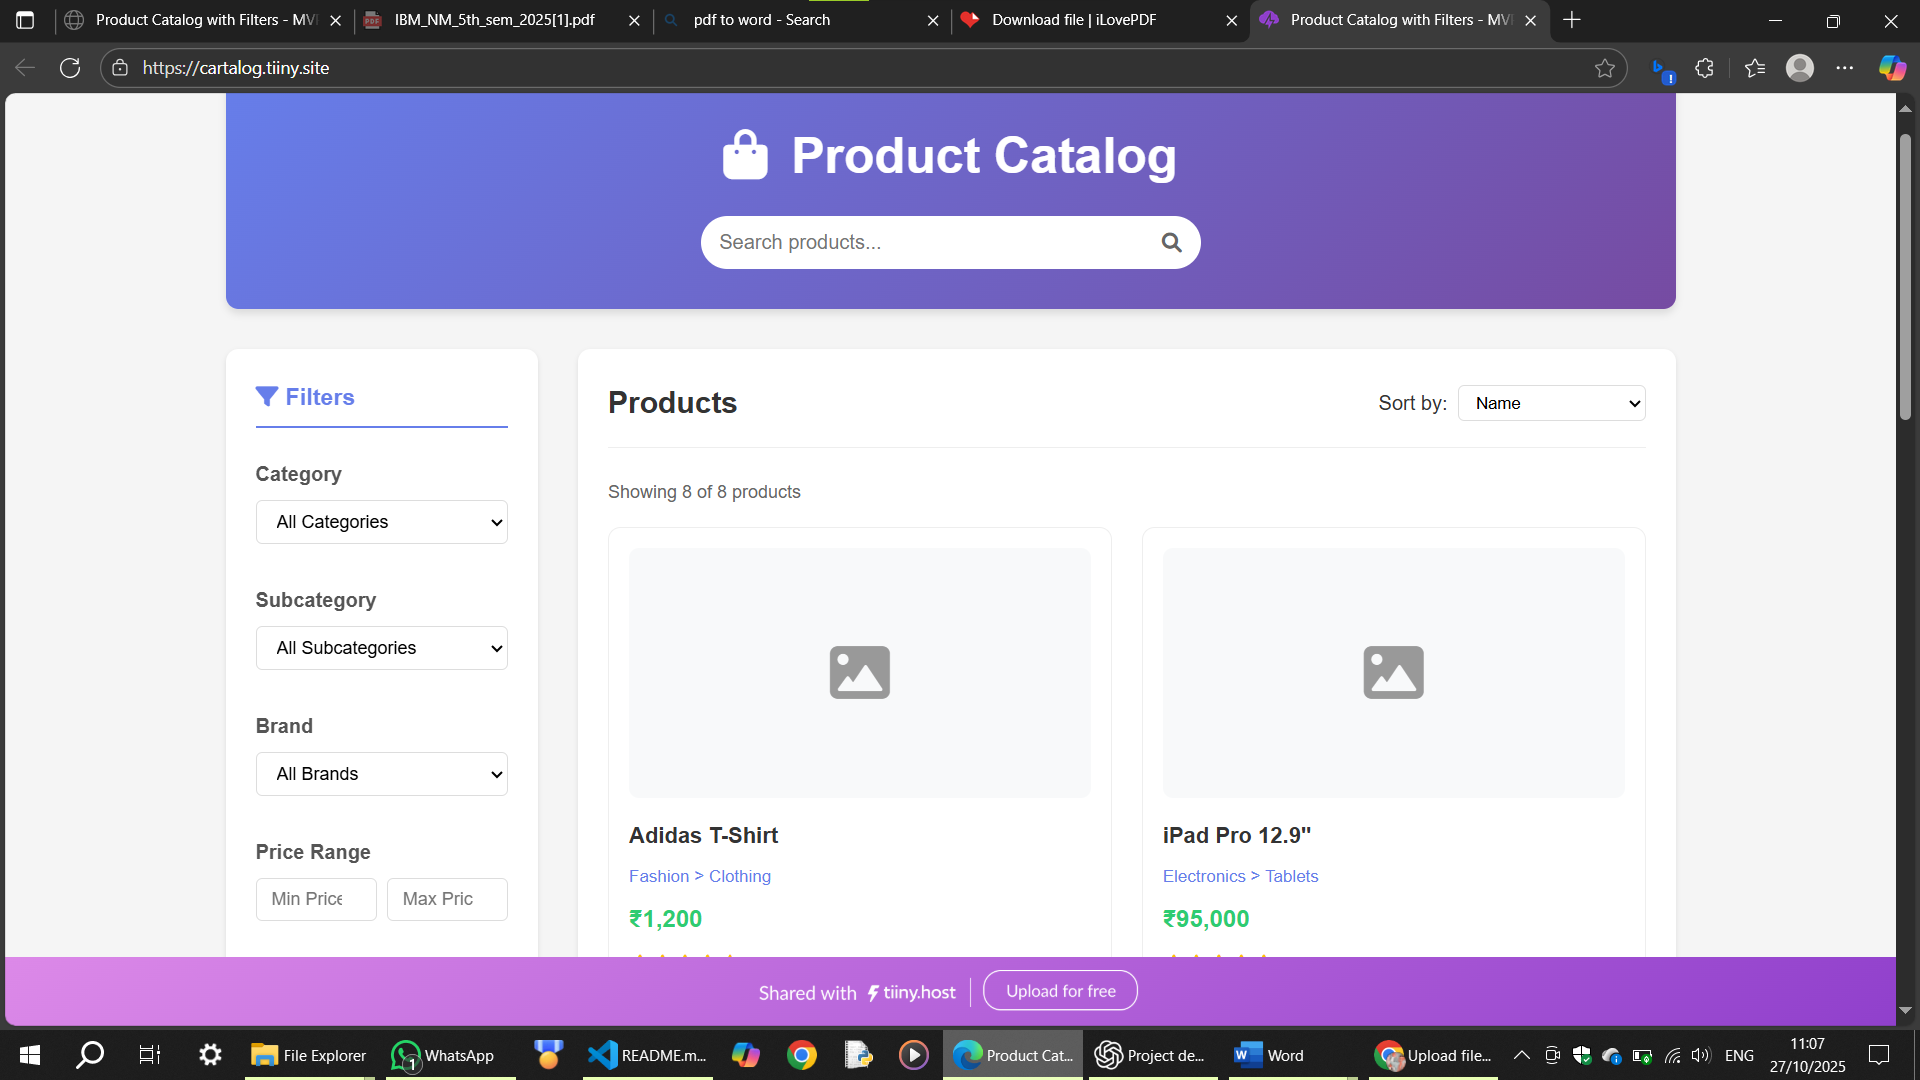 Product Catalog with Filters - MV
IBM_NM_5th_sem_2025[1].pdf
pdf to word - Search
Download file | iLovePDF
Product Catalog with Filters - MV
https://cartalog.tiiny.site
Product Catalog
Search products...
Filters
Category
All Categories
Subcategory
All Subcategories
Brand
All Brands
Price Range
Min Price
Max Pric
Products
Sort by:
Name
Showing 8 of 8 products
Adidas T-Shirt
Fashion > Clothing
₹1,200
iPad Pro 12.9"
Electronics > Tablets
₹95,000
Shared with tiiny.host
Upload for free
File Explorer
1
WhatsApp
README.m...
Product Cat...
Project de...
Word
Upload file...
ENG
11:07
27/10/2025